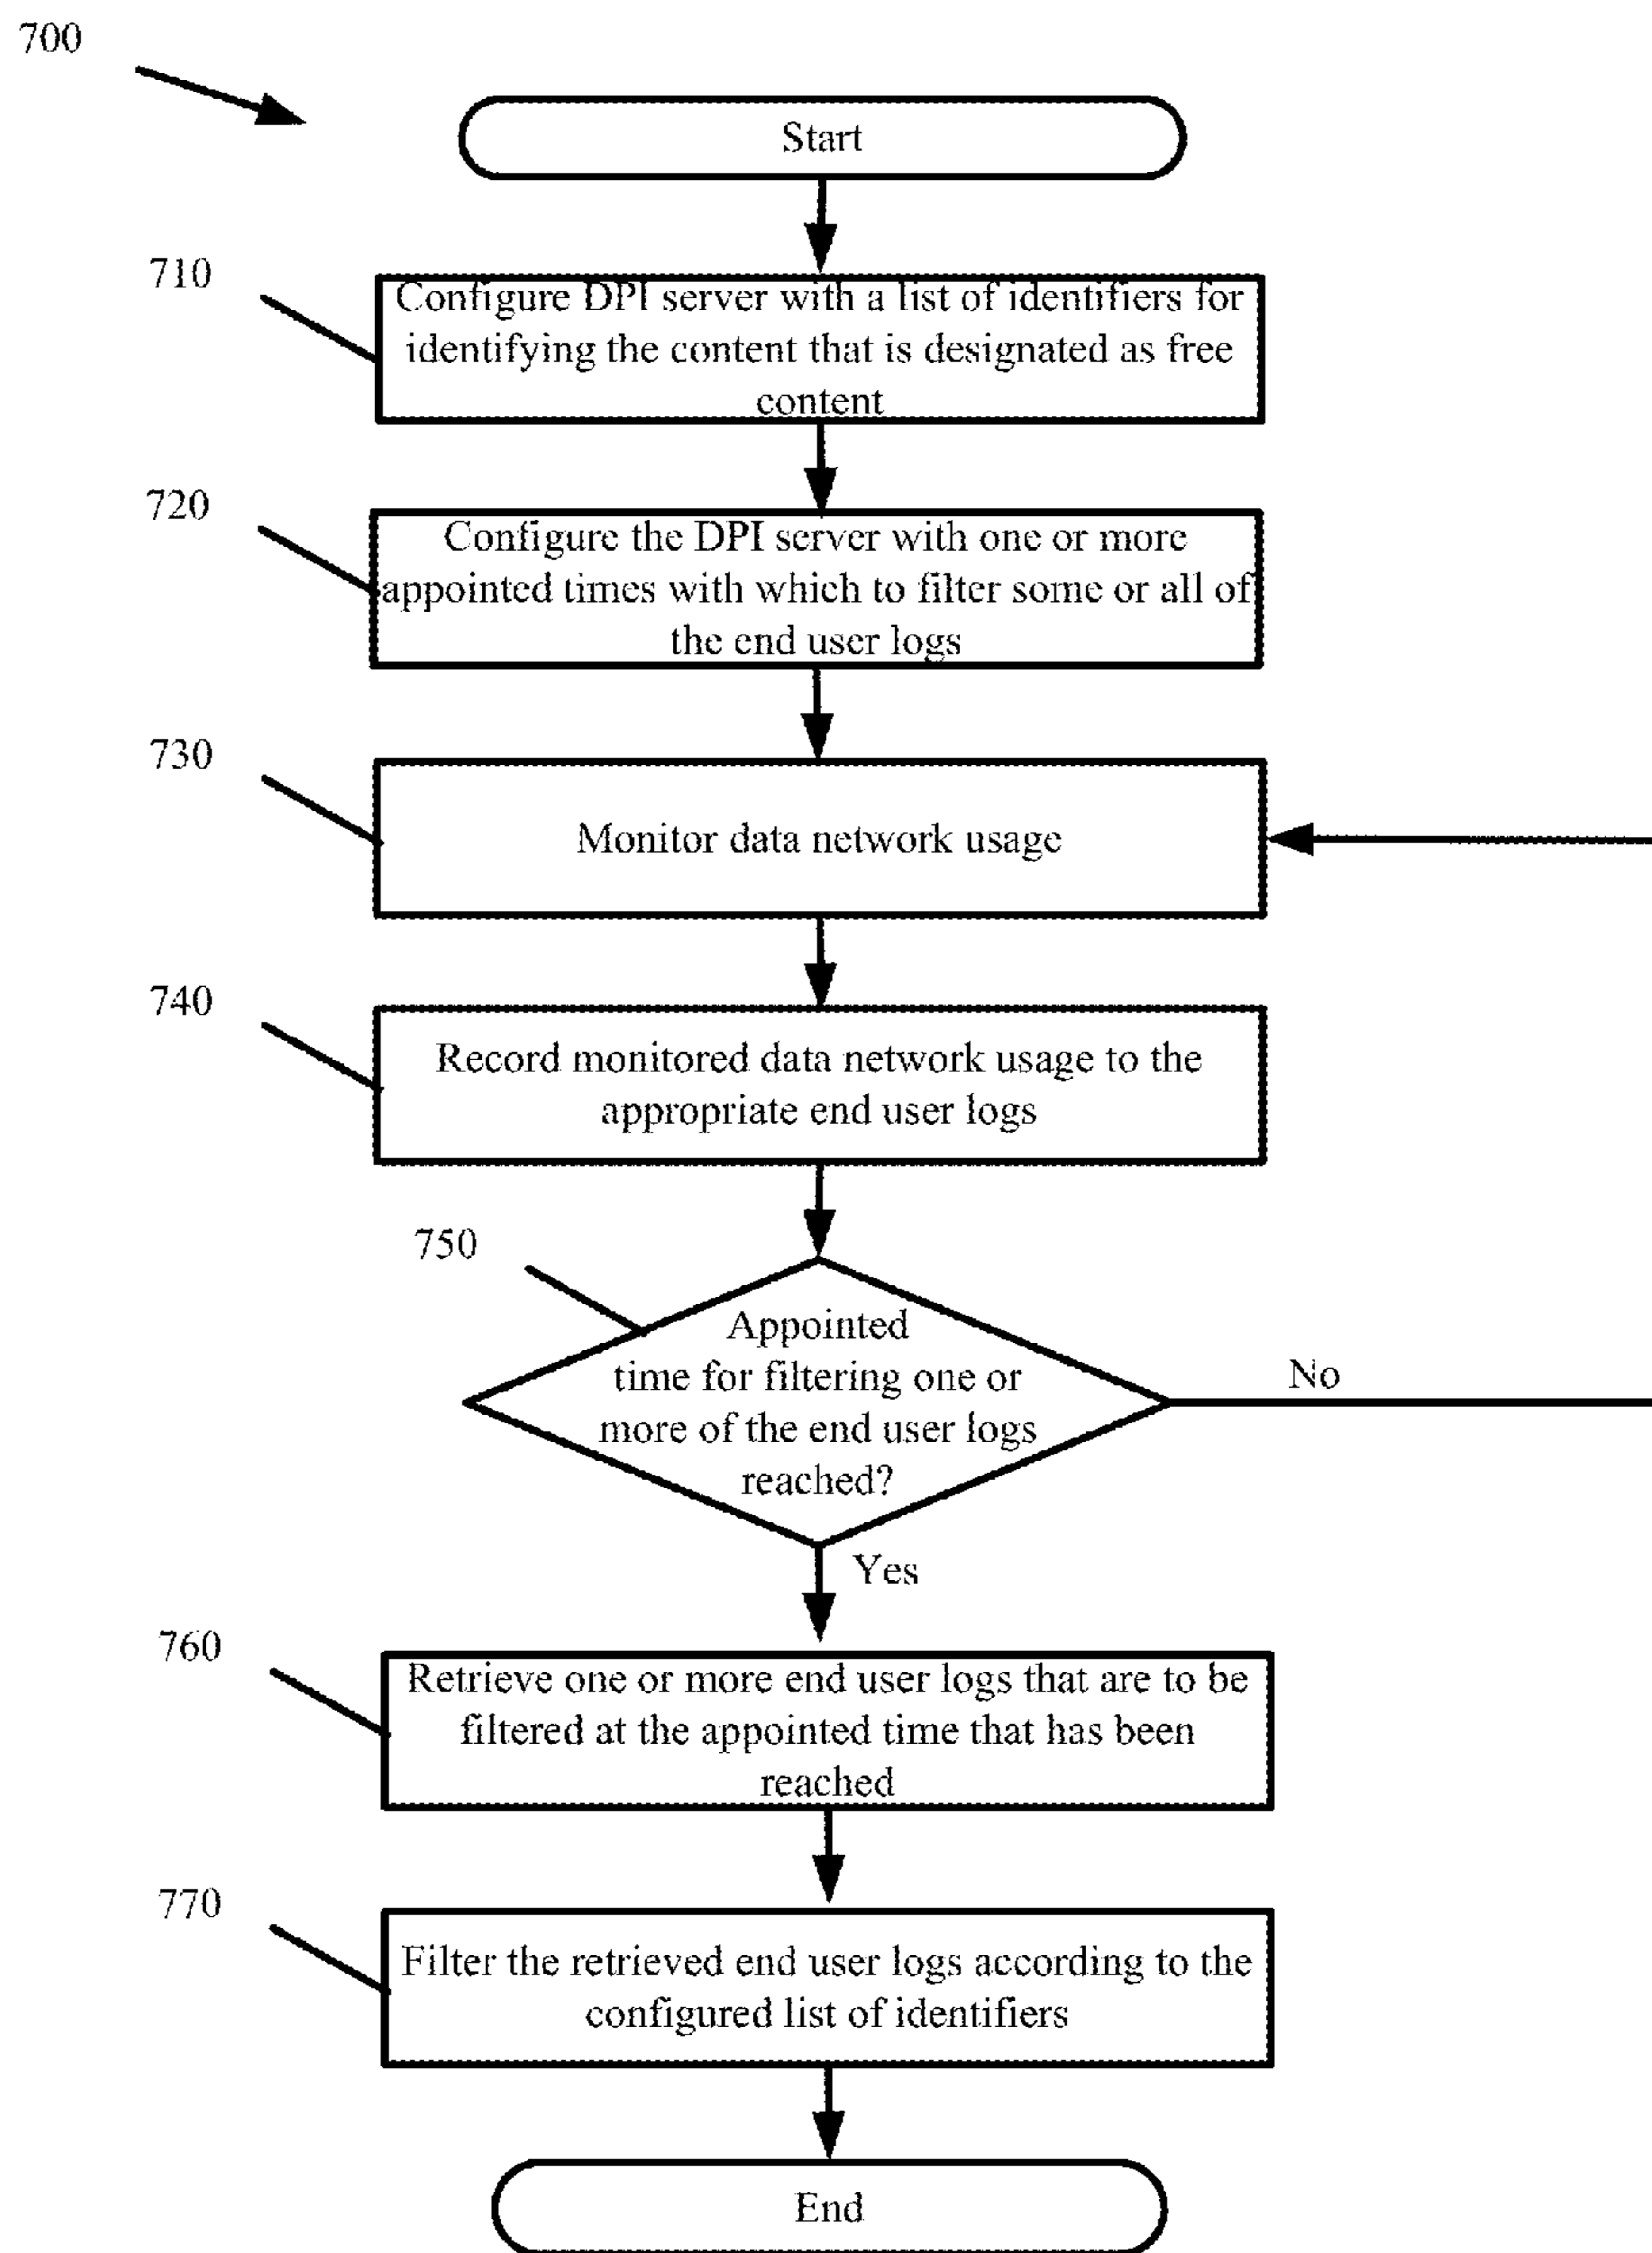 700
Start
710
Configure DPI server with a list of identifiers for
identifying the content that is designated as free
content
720
Configure the DPI server with one or more
appointed times with which to filter some or all of
the end user logs
730
Monitor data network usage
740
Record monitored data network usage to the
appropriate end user logs
750
Appointed
time for filtering one or
more of the end user logs
reached?
No
Yes
760
Retrieve one or more end user logs that are to be
filtered at the appointed time that has been
reached
770
Filter the retrieved end user logs according to the
configured list of identifiers
End